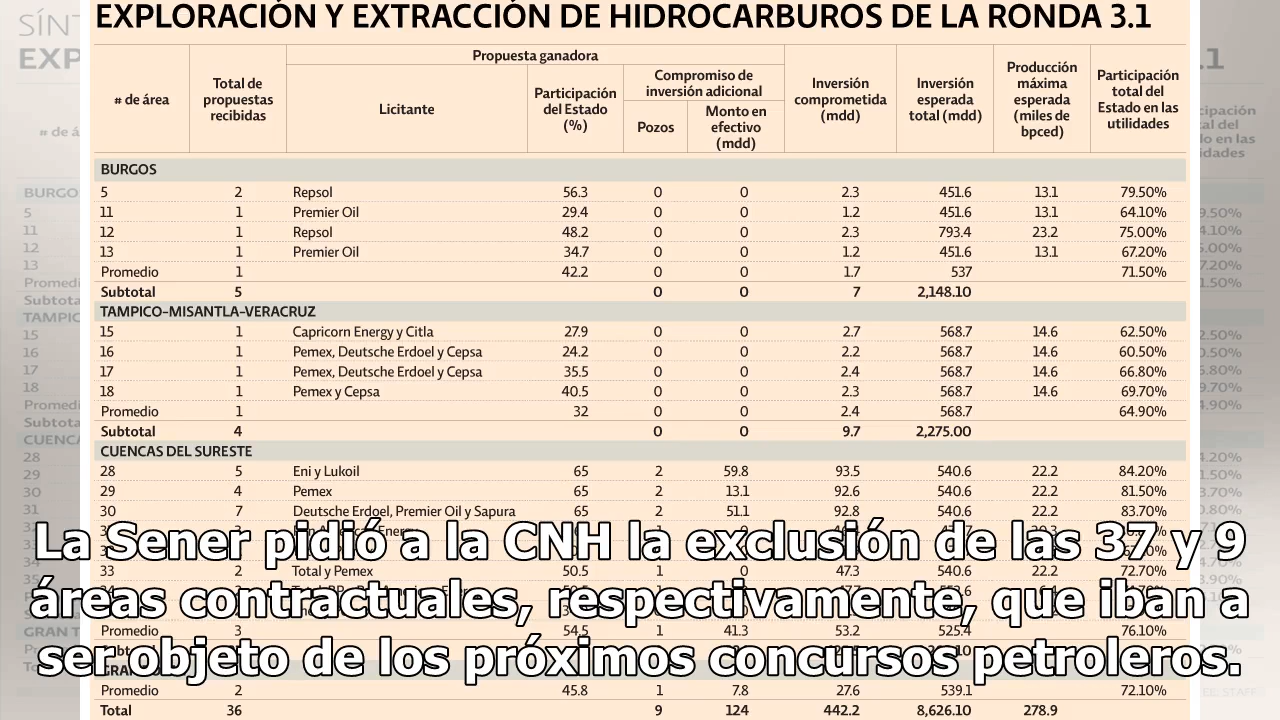 EXPLORACIÓN Y EXTRACCIÓN DE HIDROCARBUROS DE LA RONDA 3.1
# de área Total de propuestas recibidas Propuesta ganadora Licitante Participación del Estado (%) Compromiso de inversión adicional Pozos Monto en efectivo (mdd) Inversión comprometida (mdd) Inversión esperada total (mdd) Producción máxima esperada (miles de bpced) Participación total del Estado en las utilidades
BURGOS
5 2 Repsol 56.3 0 0 2.3 451.6 13.1 79.50%
11 1 Premier Oil 29.4 0 0 1.2 451.6 13.1 64.10%
12 1 Repsol 48.2 0 0 2.3 793.4 23.2 75.00%
13 1 Premier Oil 34.7 0 0 1.2 451.6 13.1 67.20%
Promedio 1 42.2 0 0 1.7 537 71.50%
Subtotal 5 0 0 7 2,148.10
TAMPICO-MISANTLA-VERACRUZ
15 1 Capricorn Energy y Citla 27.9 0 0 2.7 568.7 14.6 62.50%
16 1 Pemex, Deutsche Erdoel y Cepsa 24.2 0 0 2.2 568.7 14.6 60.50%
17 1 Pemex, Deutsche Erdoel y Cepsa 35.5 0 0 2.4 568.7 14.6 66.80%
18 1 Pemex y Cepsa 40.5 0 0 2.3 568.7 14.6 69.70%
Promedio 1 32 0 0 2.4 568.7 64.90%
Subtotal 4 0 0 9.7 2,275.00
CUENCAS DEL SURESTE
28 5 Eni y Lukoil 65 2 59.8 93.5 540.6 22.2 84.20%
29 4 Pemex 65 2 13.1 92.6 540.6 22.2 81.50%
30 7 Deutsche Erdoel, Premier Oil y Sapura 65 2 51.1 92.8 540.6 22.2 83.70%
33 2 Total y Pemex 50.5 1 0 47.3 540.6 22.2 72.70%
Promedio 3 54.5 1 41.3 53.2 525.4 76.10%
Promedio 2 45.8 1 7.8 27.6 539.1 72.10%
Total 36 9 124 442.2 8,626.10 278.9
La Sener pidió a la CNH la exclusión de las 37 y 9
áreas contractuales, respectivamente, que iban a
ser objeto de los próximos concursos petroleros.